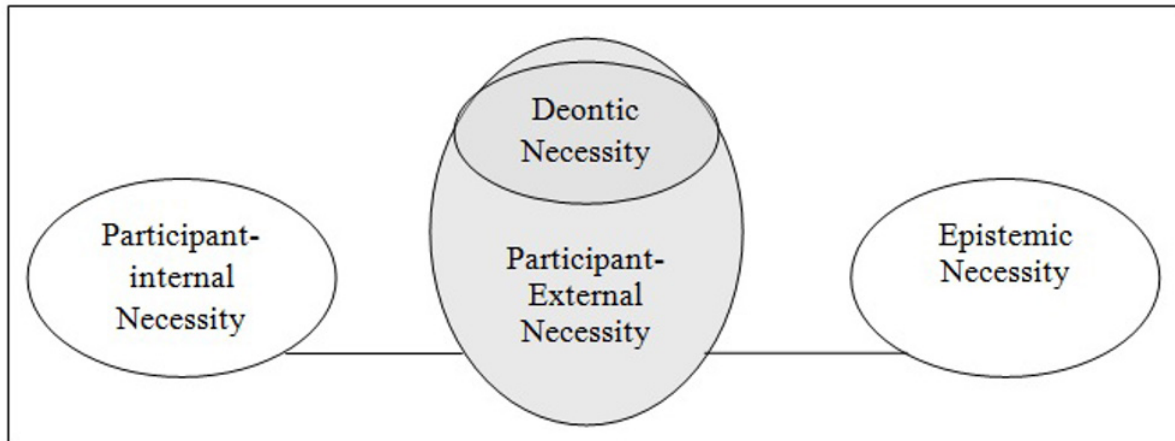 Deontic
Necessity
Participant-
internal
Necessity
Participant-
External
Necessity
Epistemic
Necessity